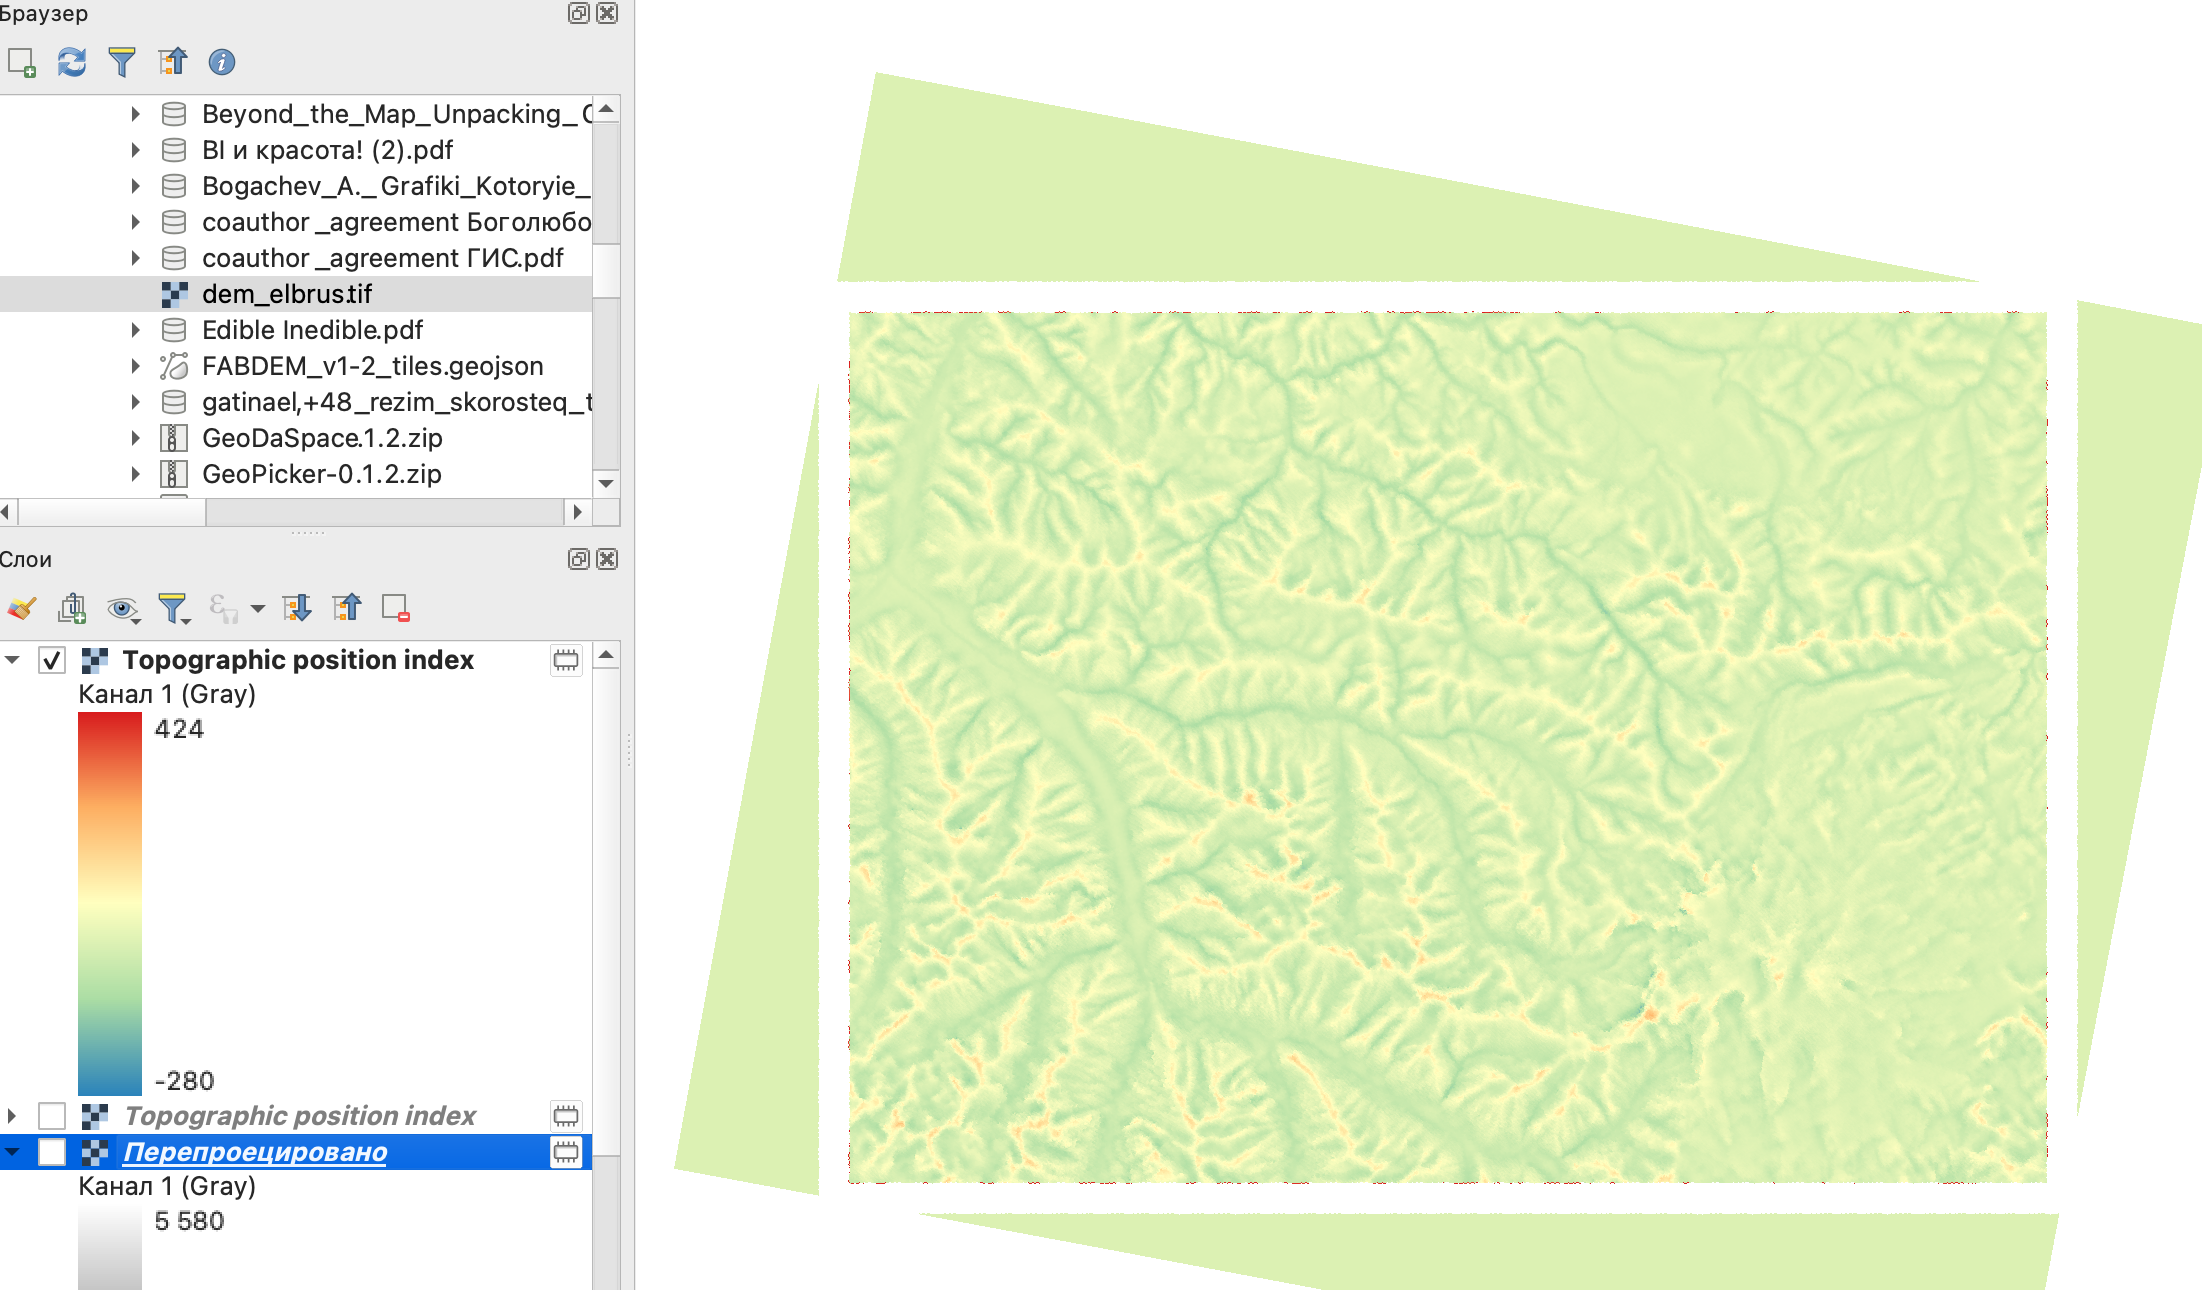 Браузер
Beyond_the_Map_Unpacking_C
BI и красота! (2).pdf
Bogachev_A._Grafiki_Kotoryie_
coauthor_agreement Боголюбо
coauthor_agreement ГИС.pdf
dem_elbrus.tif
Edible Inedible.pdf
FABDEM_v1-2_tiles.geojson
gatinael,+48_rezim_skorosteq_t
GeoDaSpace.1.2.zip
GeoPicker-0.1.2.zip
Слои
Topographic position index
Канал 1 (Gray)
424
-280
Topographic position index
Перепроецировано
Канал 1 (Gray)
5 580